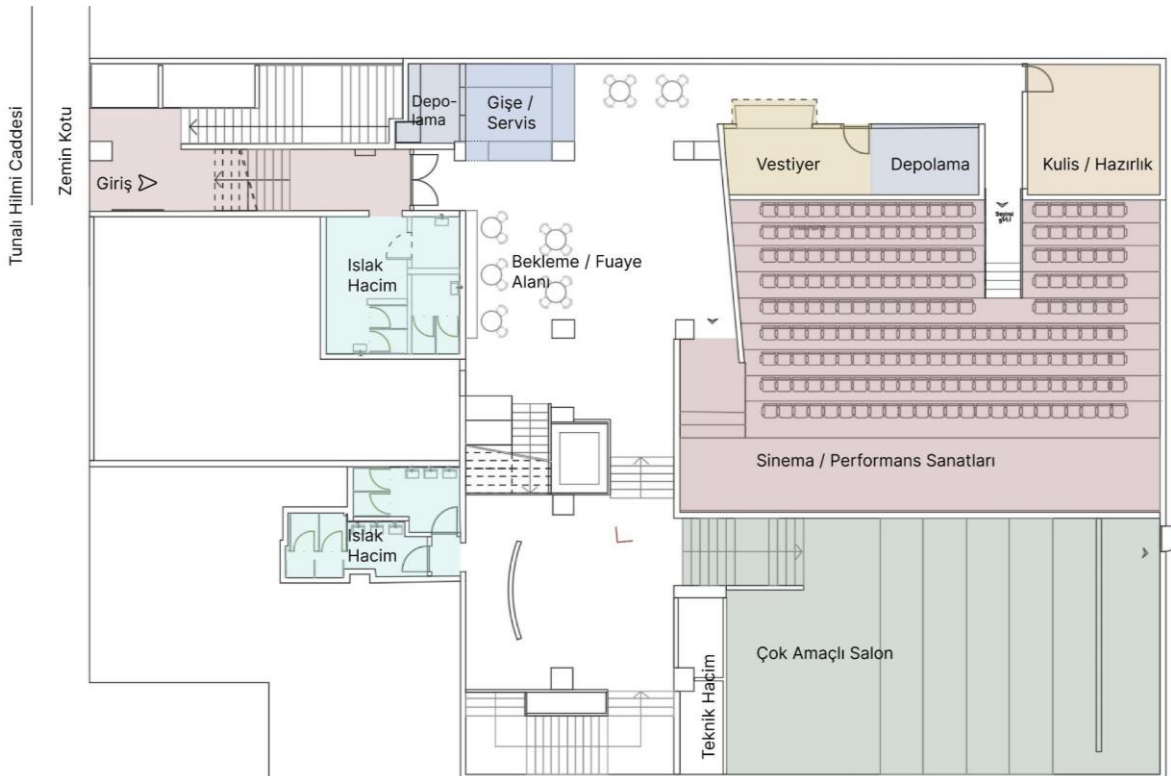 Tunalı Hilmi Caddesi
Zemin Kotu
Giriş
Depo-
lama
Gişe /
Servis
Vestiyer
Depolama
Kulis / Hazırlık
Islak
Hacim
Bekleme / Fuaye
Alanı
Sinema / Performans Sanatları
Islak
Hacim
Teknik Hacim
Çok Amaçlı Salon